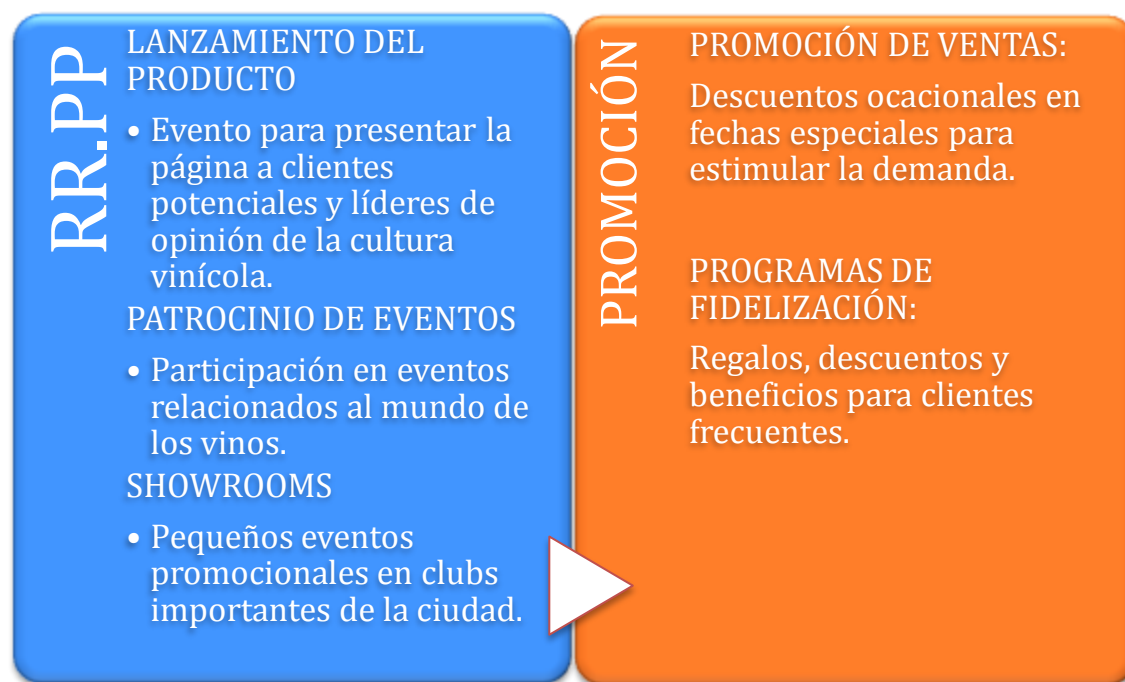 RR.PP
LANZAMIENTO DEL
PRODUCTO
• Evento para presentar la
página a clientes
potenciales y líderes de
opinión de la cultura
vinícola.
PATROCINIO DE EVENTOS
• Participación en eventos
relacionados al mundo de
los vinos.
SHOWROOMS
• Pequeños eventos
promocionales en clubs
importantes de la ciudad.
PROMOCIÓN
PROMOCIÓN DE VENTAS:
Descuentos ocacionales en
fechas especiales para
estimular la demanda.
PROGRAMAS DE
FIDELIZACIÓN:
Regalos, descuentos y
beneficios para clientes
frecuentes.